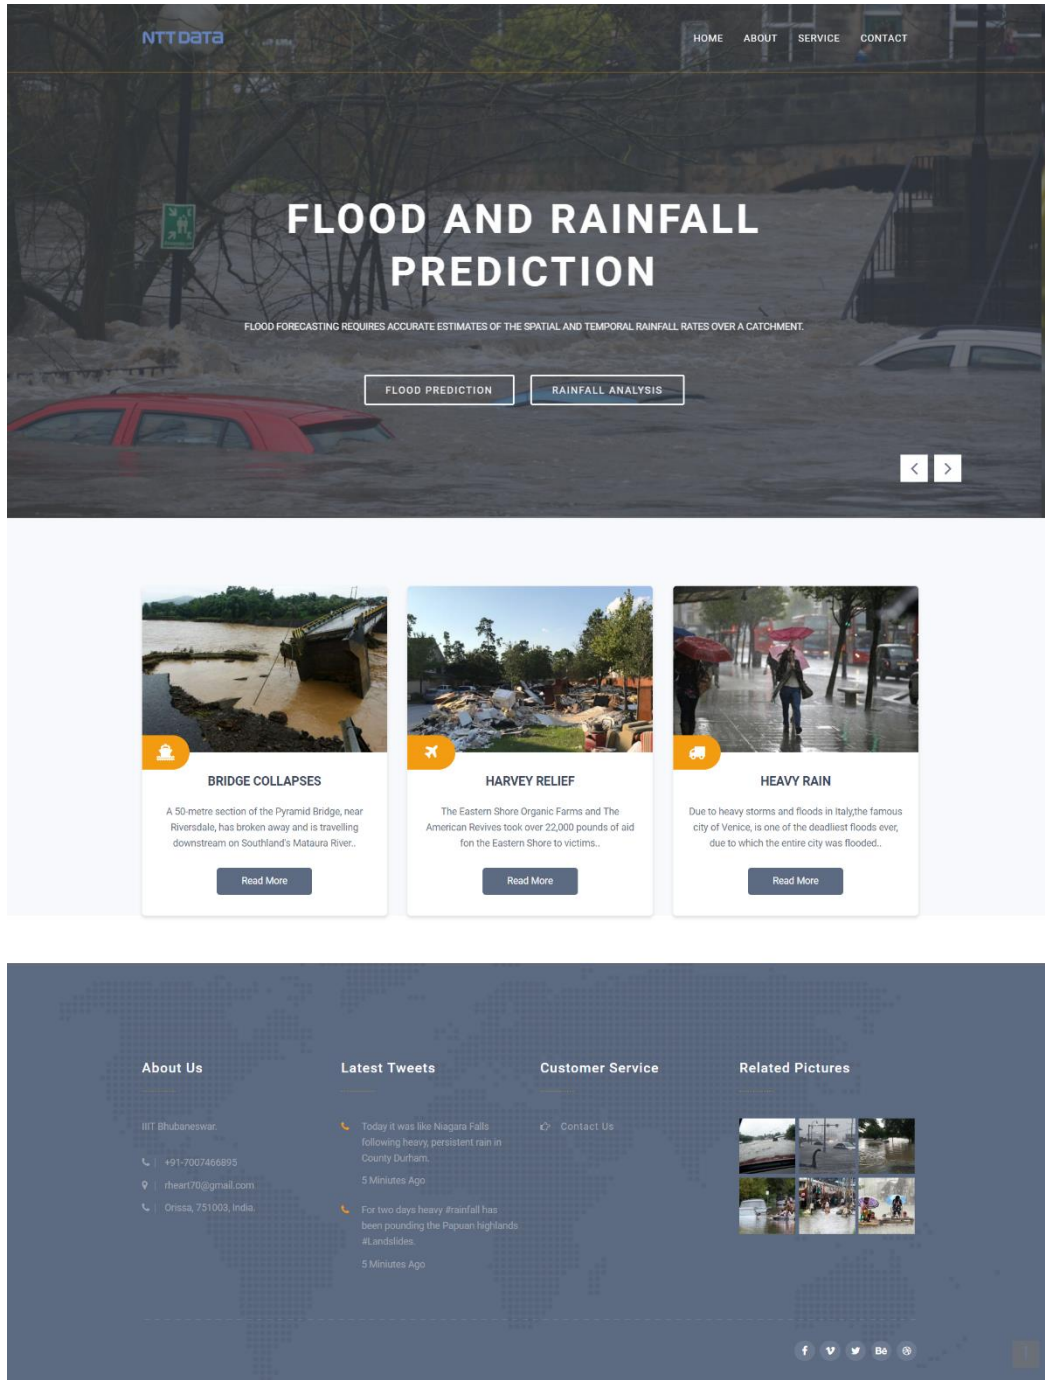 NTT DATA
HOME ABOUT SERVICE CONTACT
FLOOD AND RAINFALL
PREDICTION
FLOOD FORECASTING REQUIRES ACCURATE ESTIMATES OF THE SPATIAL AND TEMPORAL RAINFALL RATES OVER A CATCHMENT.
FLOOD PREDICTION
RAINFALL ANALYSIS
BRIDGE COLLAPSES
A 50-metre section of the Pyramid Bridge, near
Riversdale, has broken away and is travelling
downstream on Southland's Mataura River..
Read More
HARVEY RELIEF
The Eastern Shore Organic Farms and The
American Revives took over 22,000 pounds of aid
fon the Eastern Shore to victims..
Read More
HEAVY RAIN
Due to heavy storms and floods in Italy,the famous
city of Venice, is one of the deadliest floods ever,
due to which the entire city was flooded..
Read More
About Us
IIIT Bhubaneswar.
+91-7007466895
rheart70@gmail.com
Orissa, 751003, India.
Latest Tweets
Today it was like Niagara Falls
following heavy, persistent rain in
County Durham.
5 Miniutes Ago
For two days heavy #rainfall has
been pounding the Papuan highlands
#Landslides.
5 Miniutes Ago
Customer Service
Contact Us
Related Pictures
Bē